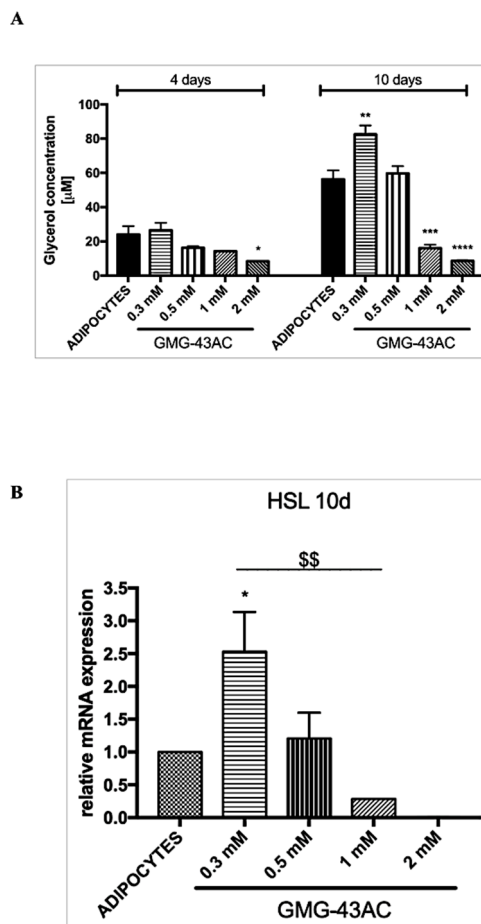 A
4 days
10 days
Glycerol concentration
[µM]
100
80
60
40
20
0
*
**
***
****
ADIPOCYTES
0.3 mM
0.5 mM
1 mM
2 mM
ADIPOCYTES
0.3 mM
0.5 mM
1 mM
2 mM
GMG-43AC
GMG-43AC
B
HSL 10d
$$
*
relative mRNA expression
3.5
3.0
2.5
2.0
1.5
1.0
0.5
0.0
ADIPOCYTES
0.3 mM
0.5 mM
1 mM
2 mM
GMG-43AC